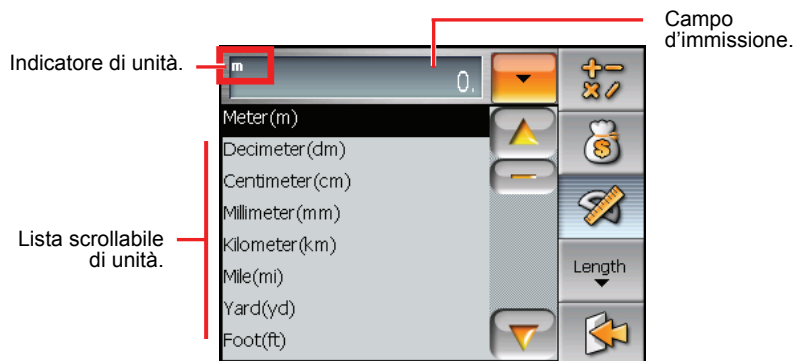 Campo
d'immissione.
Indicatore di unità.
m
0.
Meter(m)
Decimeter(dm)
Centimeter(cm)
Millimeter(mm)
Kilometer(km)
Mile(mi)
Yard(yd)
Foot(ft)
Length
Lista scrollabile
di unità.